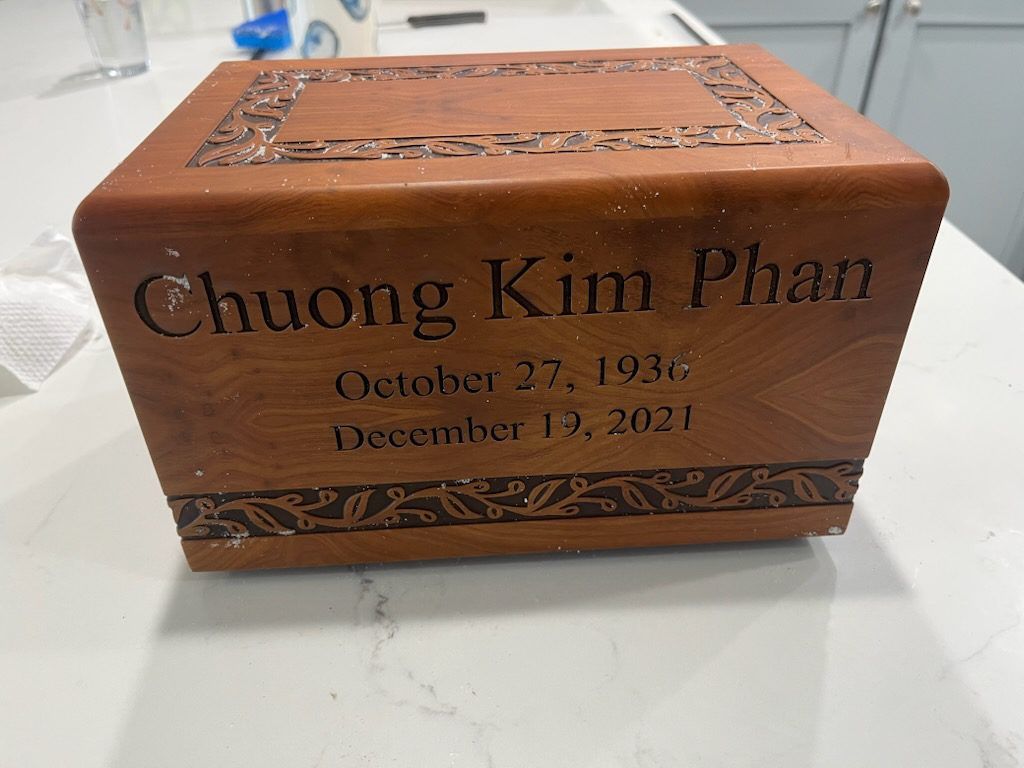 Chuong Kim Phan
October 27, 1936
December 19, 2021